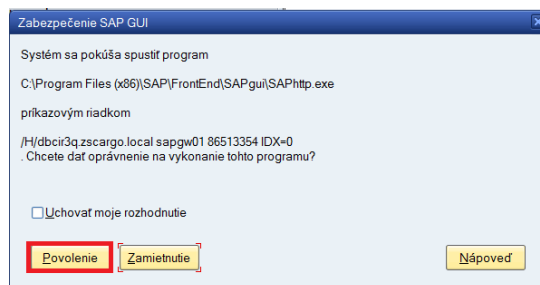 Zabezpečenie SAP GUI
Systém sa pokúša spustiť program
C:\Program Files (x86)\SAP\FrontEnd\SAPgui\SAPhttp.exe
príkazovým riadkom
/H/dbcir3q.zscargo.local sapgw01 86513354 IDX=0
. Chcete dať oprávnenie na vykonanie tohto programu?
Uchovať moje rozhodnutie
Povolenie Zamietnutie Nápoveď